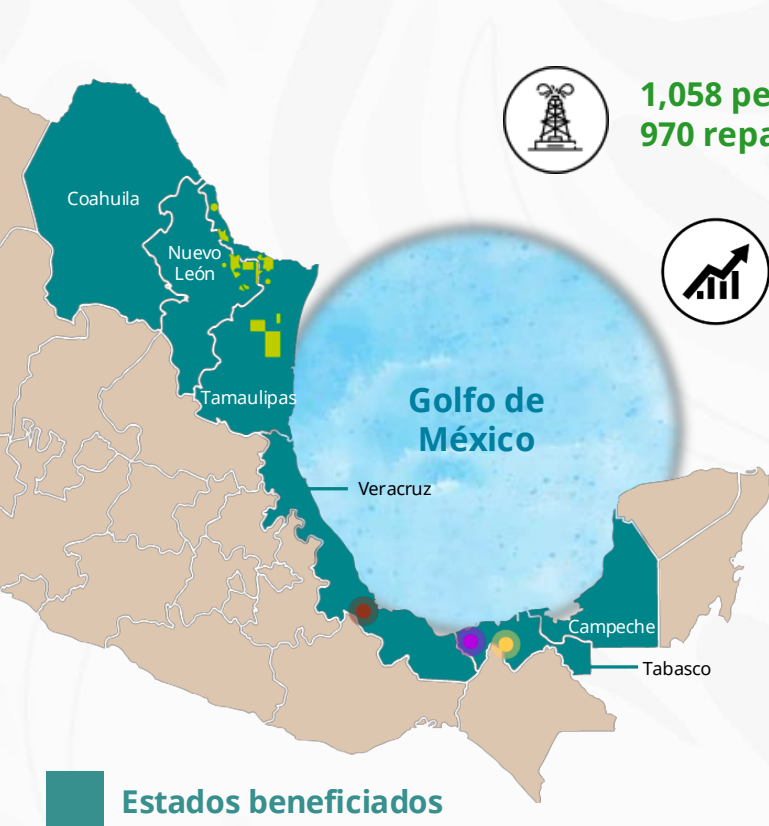 1,058 pe
970 repa
Coahuila
Nuevo
León
Tamaulipas
Golfo de
México
Veracruz
Campeche
Tabasco
Estados beneficiados